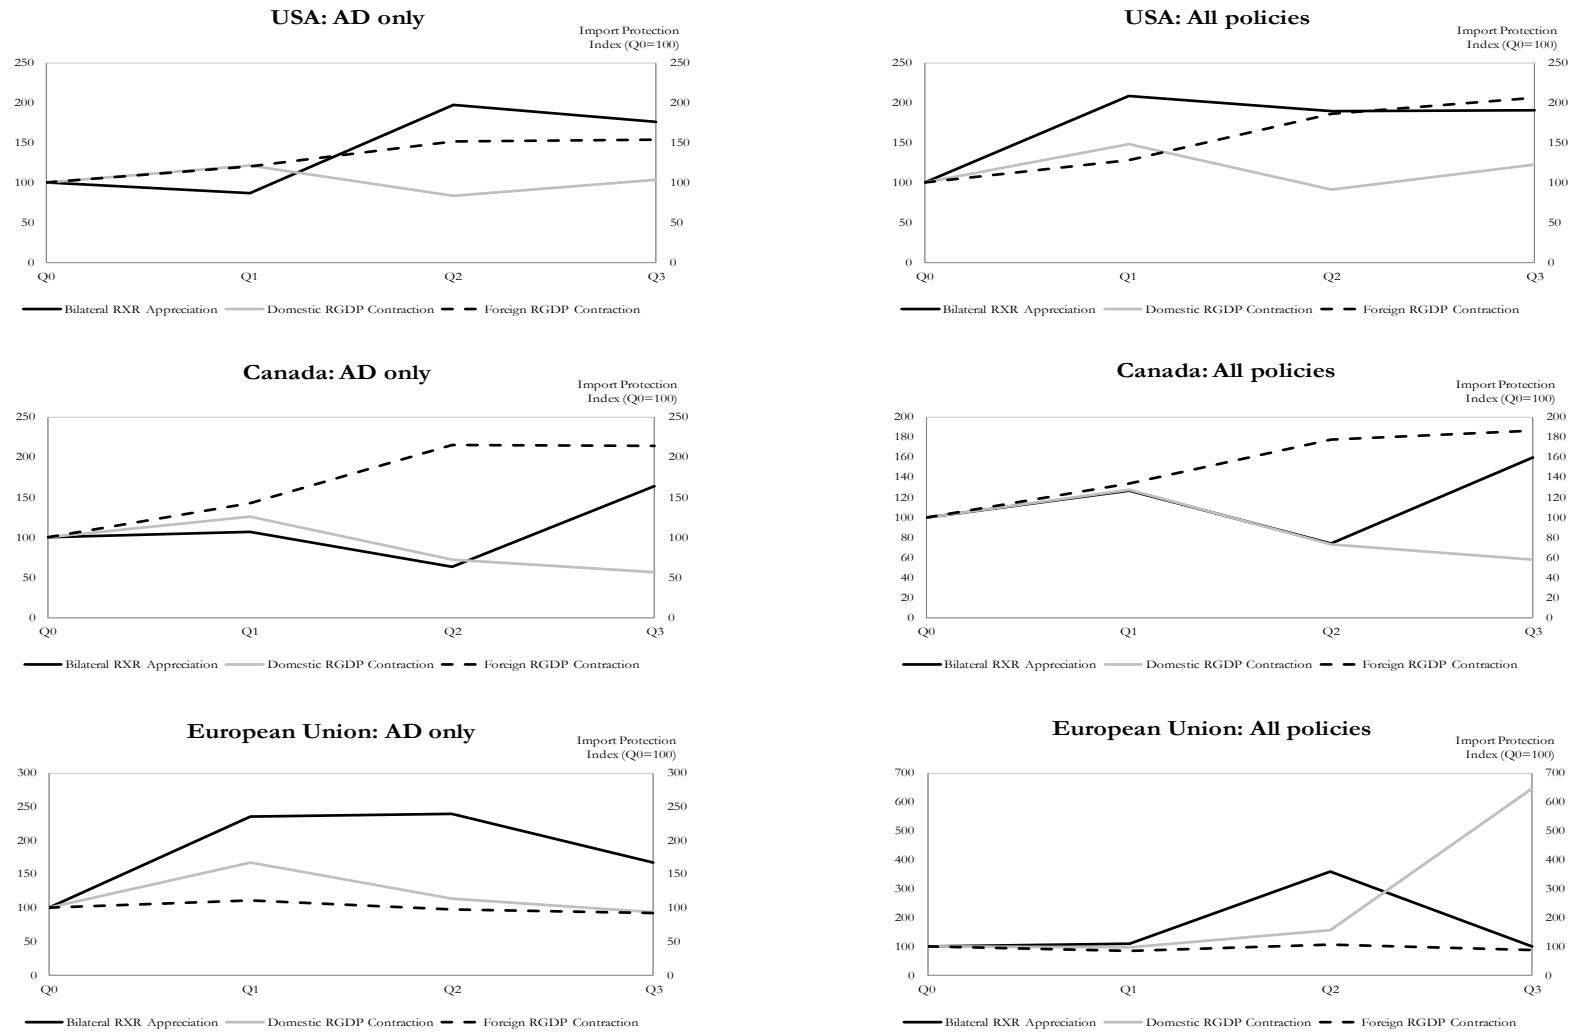 USA: AD only
Import Protection
Index (Q0=100)
250 250
200 200
150 150
100 100
50 50
0 0
Q0 Q1 Q2 Q3
Bilateral RXR Appreciation Domestic RGDP Contraction Foreign RGDP Contraction
USA: All policies
Import Protection
Index (Q0=100)
250 250
200 200
150 150
100 100
50 50
0 0
Q0 Q1 Q2 Q3
Bilateral RXR Appreciation Domestic RGDP Contraction Foreign RGDP Contraction
Canada: AD only
Import Protection
Index (Q0=100)
250 250
200 200
150 150
100 100
50 50
0 0
Q0 Q1 Q2 Q3
Bilateral RXR Appreciation Domestic RGDP Contraction Foreign RGDP Contraction
Canada: All policies
Import Protection
Index (Q0=100)
200 200
180 180
160 160
140 140
120 120
100 100
80 80
60 60
40 40
20 20
0 0
Q0 Q1 Q2 Q3
Bilateral RXR Appreciation Domestic RGDP Contraction Foreign RGDP Contraction
European Union: AD only
Import Protection
Index (Q0=100)
300 300
250 250
200 200
150 150
100 100
50 50
0 0
Q0 Q1 Q2 Q3
Bilateral RXR Appreciation Domestic RGDP Contraction Foreign RGDP Contraction
European Union: All policies
Import Protection
Index (Q0=100)
700 700
600 600
500 500
400 400
300 300
200 200
100 100
0 0
Q0 Q1 Q2 Q3
Bilateral RXR Appreciation Domestic RGDP Contraction Foreign RGDP Contraction